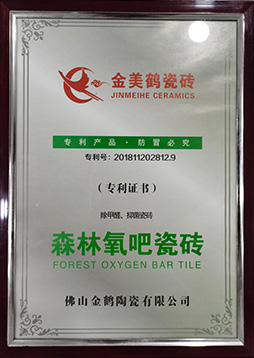 金美鹤瓷砖
JINMEIHE CERAMICS
专利产品·防冒必究
专利号：201811202812.9
（专利证书）
除甲醛、抑菌瓷砖
森林氧吧瓷砖
FOREST OXYGEN BAR TILE
佛山金鹤陶瓷有限公司